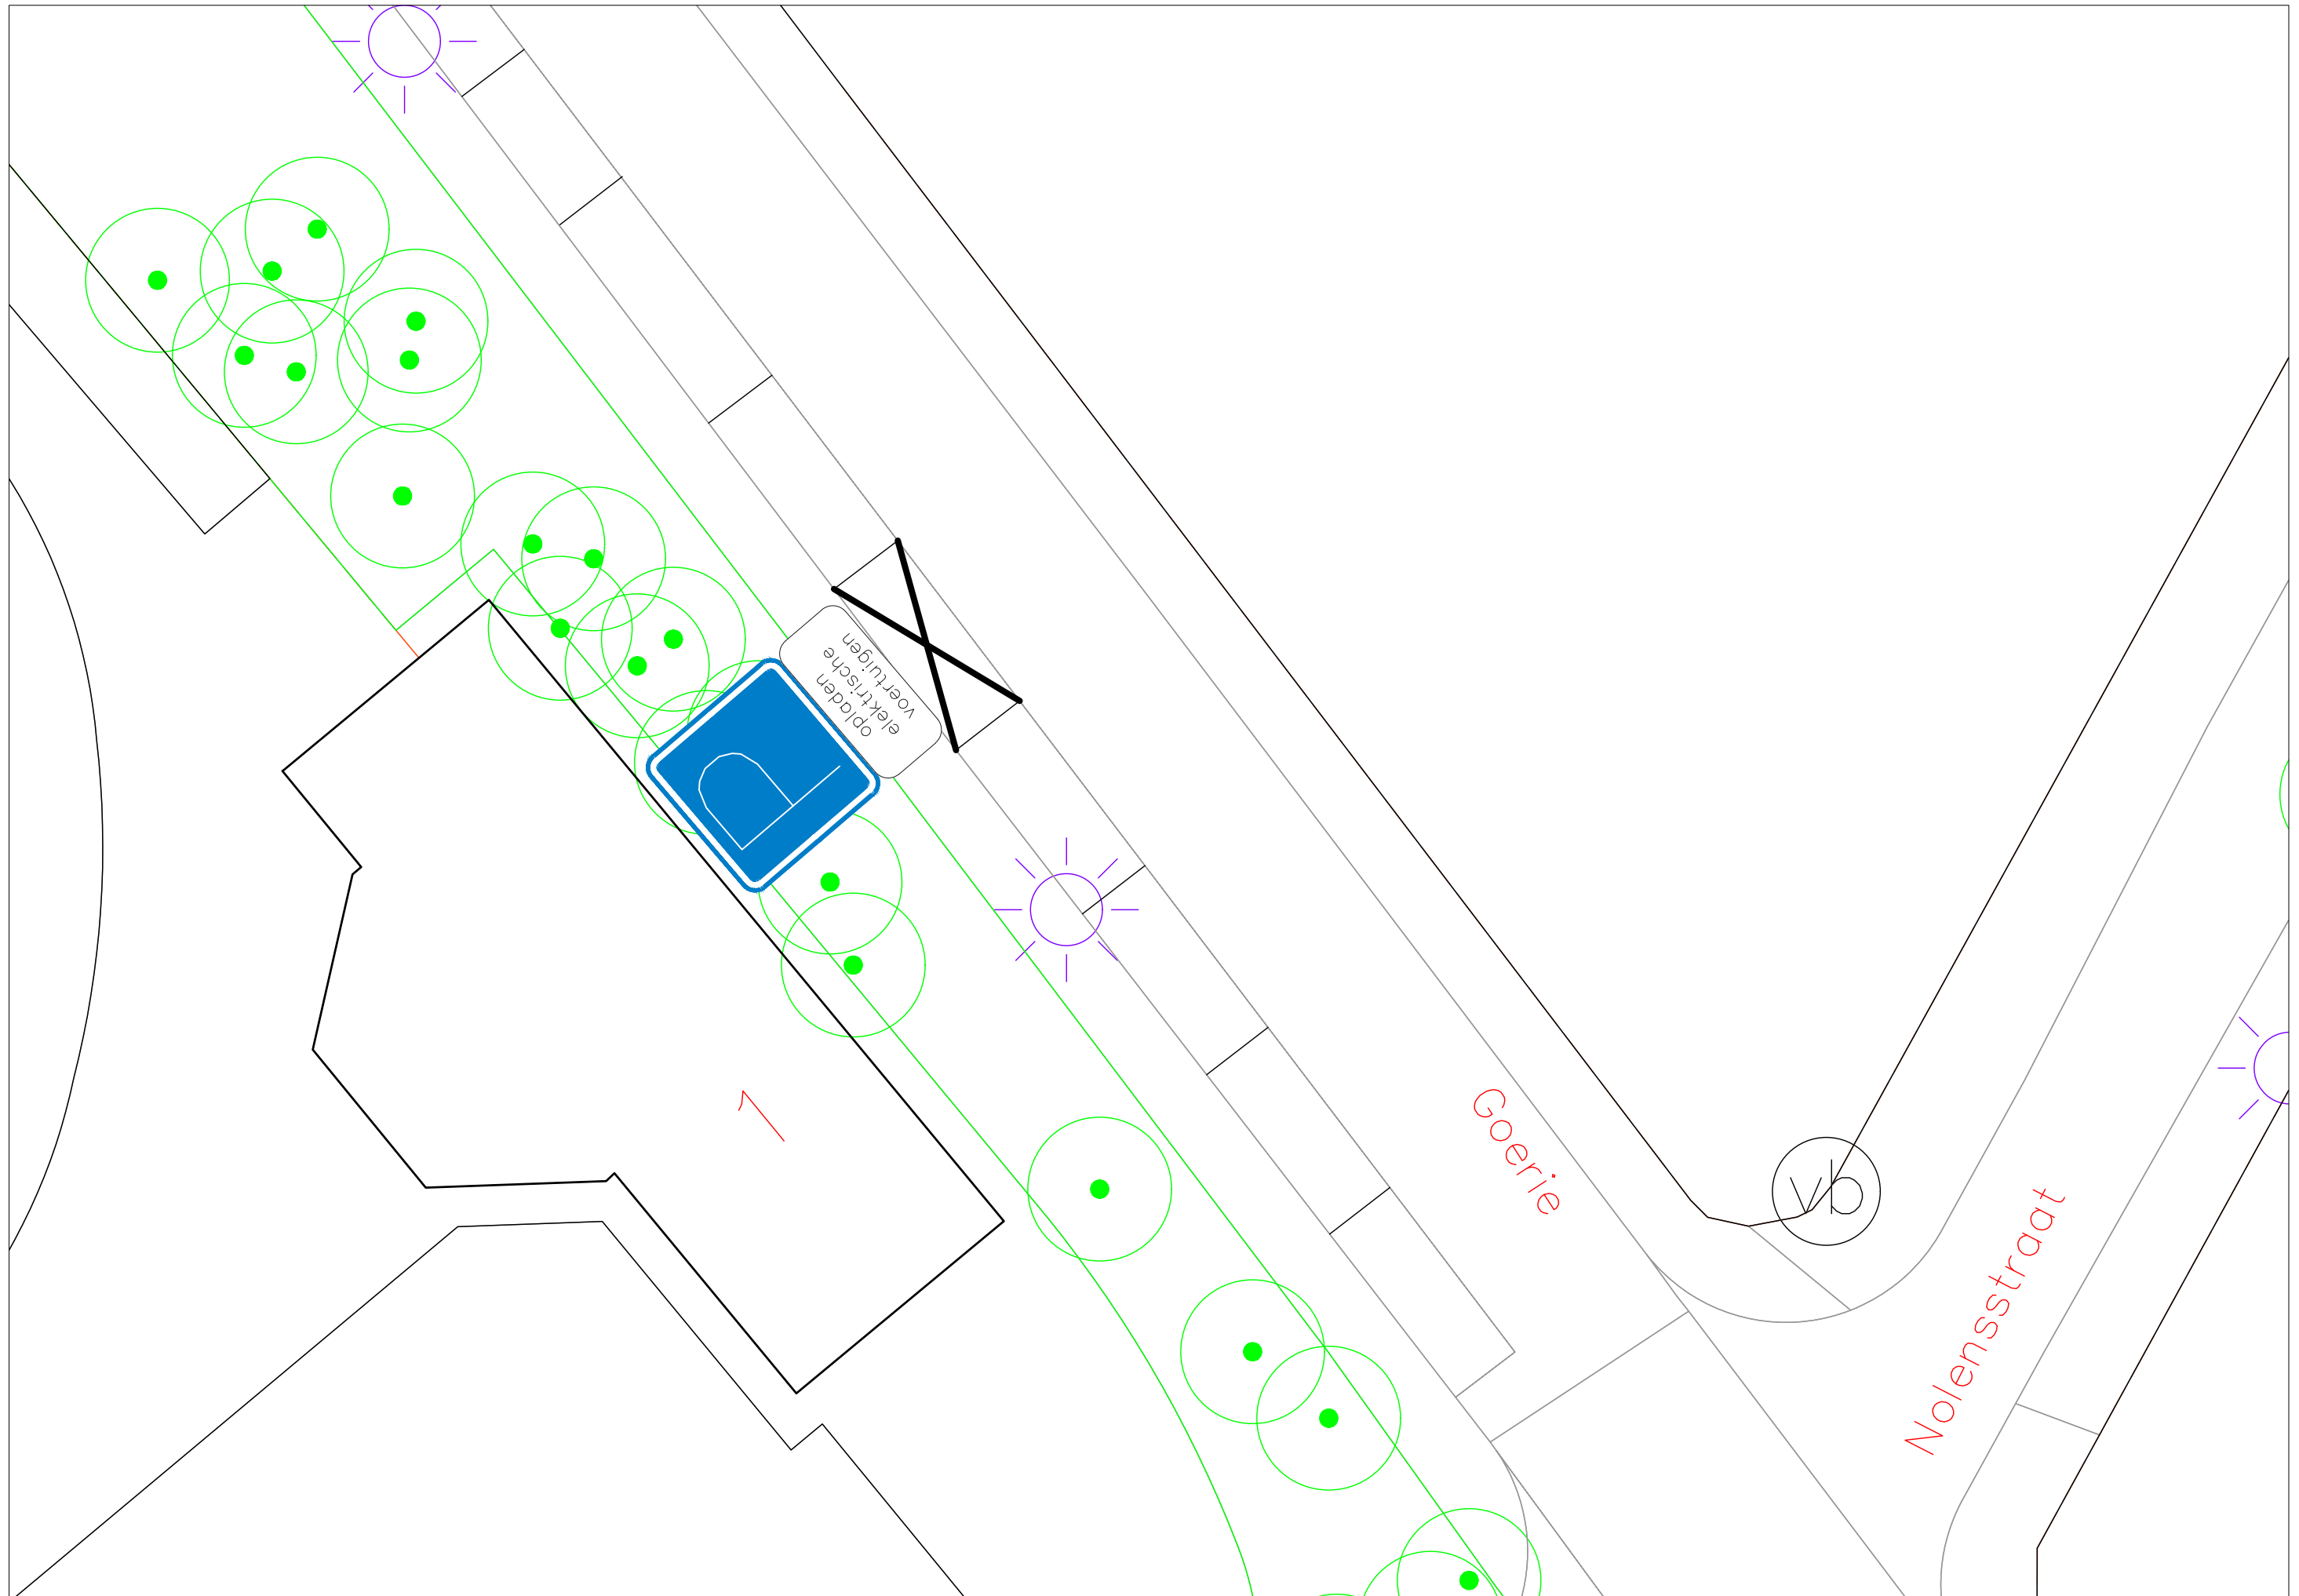 P
opladen
elektrische
voertuigen
1
Goerie
Vb
Nolensstraat